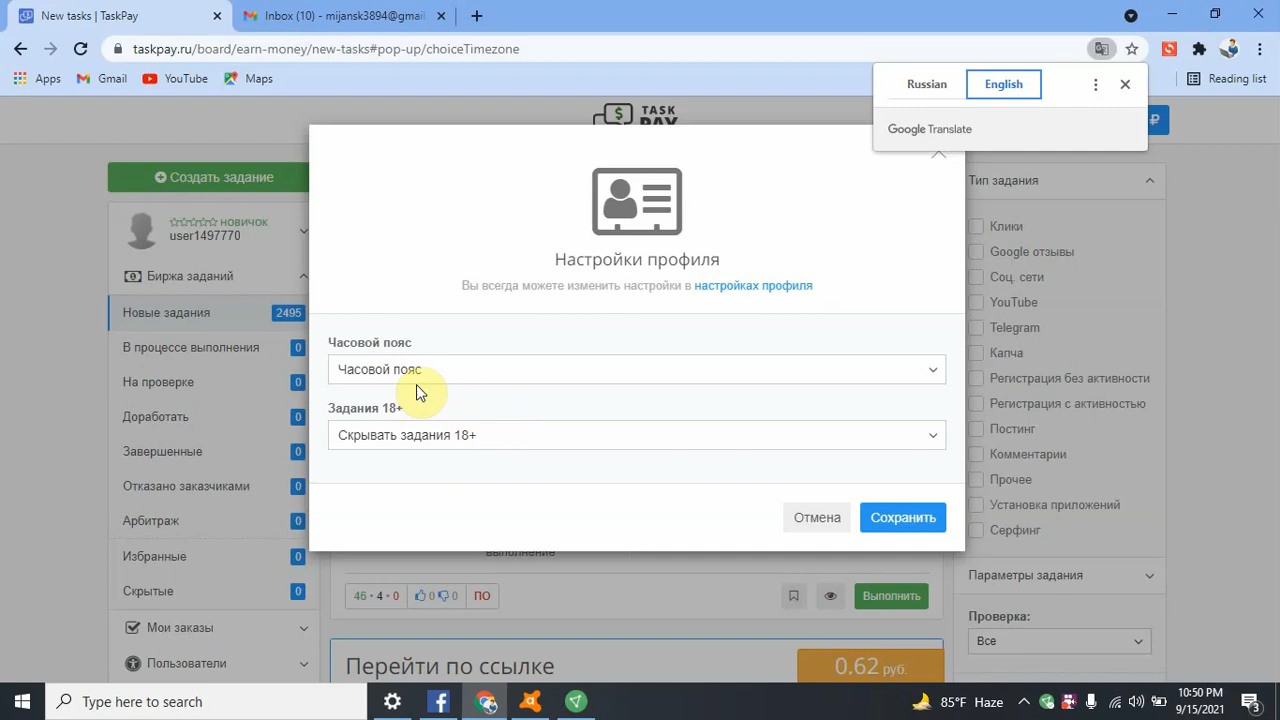 New tasks / TaskPay
Inbox (10) - mijansk3894@gmail
taskpay.ru/board/earn-money/new-tasks#pop-up/choiceTimezone
Apps
Gmail
YouTube
Maps
Reading list
Russian
English
Google Translate
TASK
PAY
₽
Создать задание
новичок
user1497770
Биржа заданий
Новые задания 2495
В процессе выполнения 0
На проверке 0
Доработать 0
Завершенные 0
Отказано заказчиками 0
Арбитраж 0
Избранные 0
Скрытые 0
Мои заказы
Пользователи
Настройки профиля
Вы всегда можете изменить настройки в настройках профиля
Часовой пояс
Часовой пояс
Задания 18+
Скрывать задания 18+
Отмена
Сохранить
выполнение
46 • 4 • 0
0 0
ПО
Выполнить
Перейти по ссылке
0.62 руб.
Тип задания
Клики
Google отзывы
Соц. сети
YouTube
Telegram
Капча
Регистрация без активности
Регистрация с активностью
Постинг
Комментарии
Прочее
Установка приложений
Серфинг
Параметры задания
Проверка:
Все
Type here to search
85°F Haze
10:50 PM
9/15/2021
3